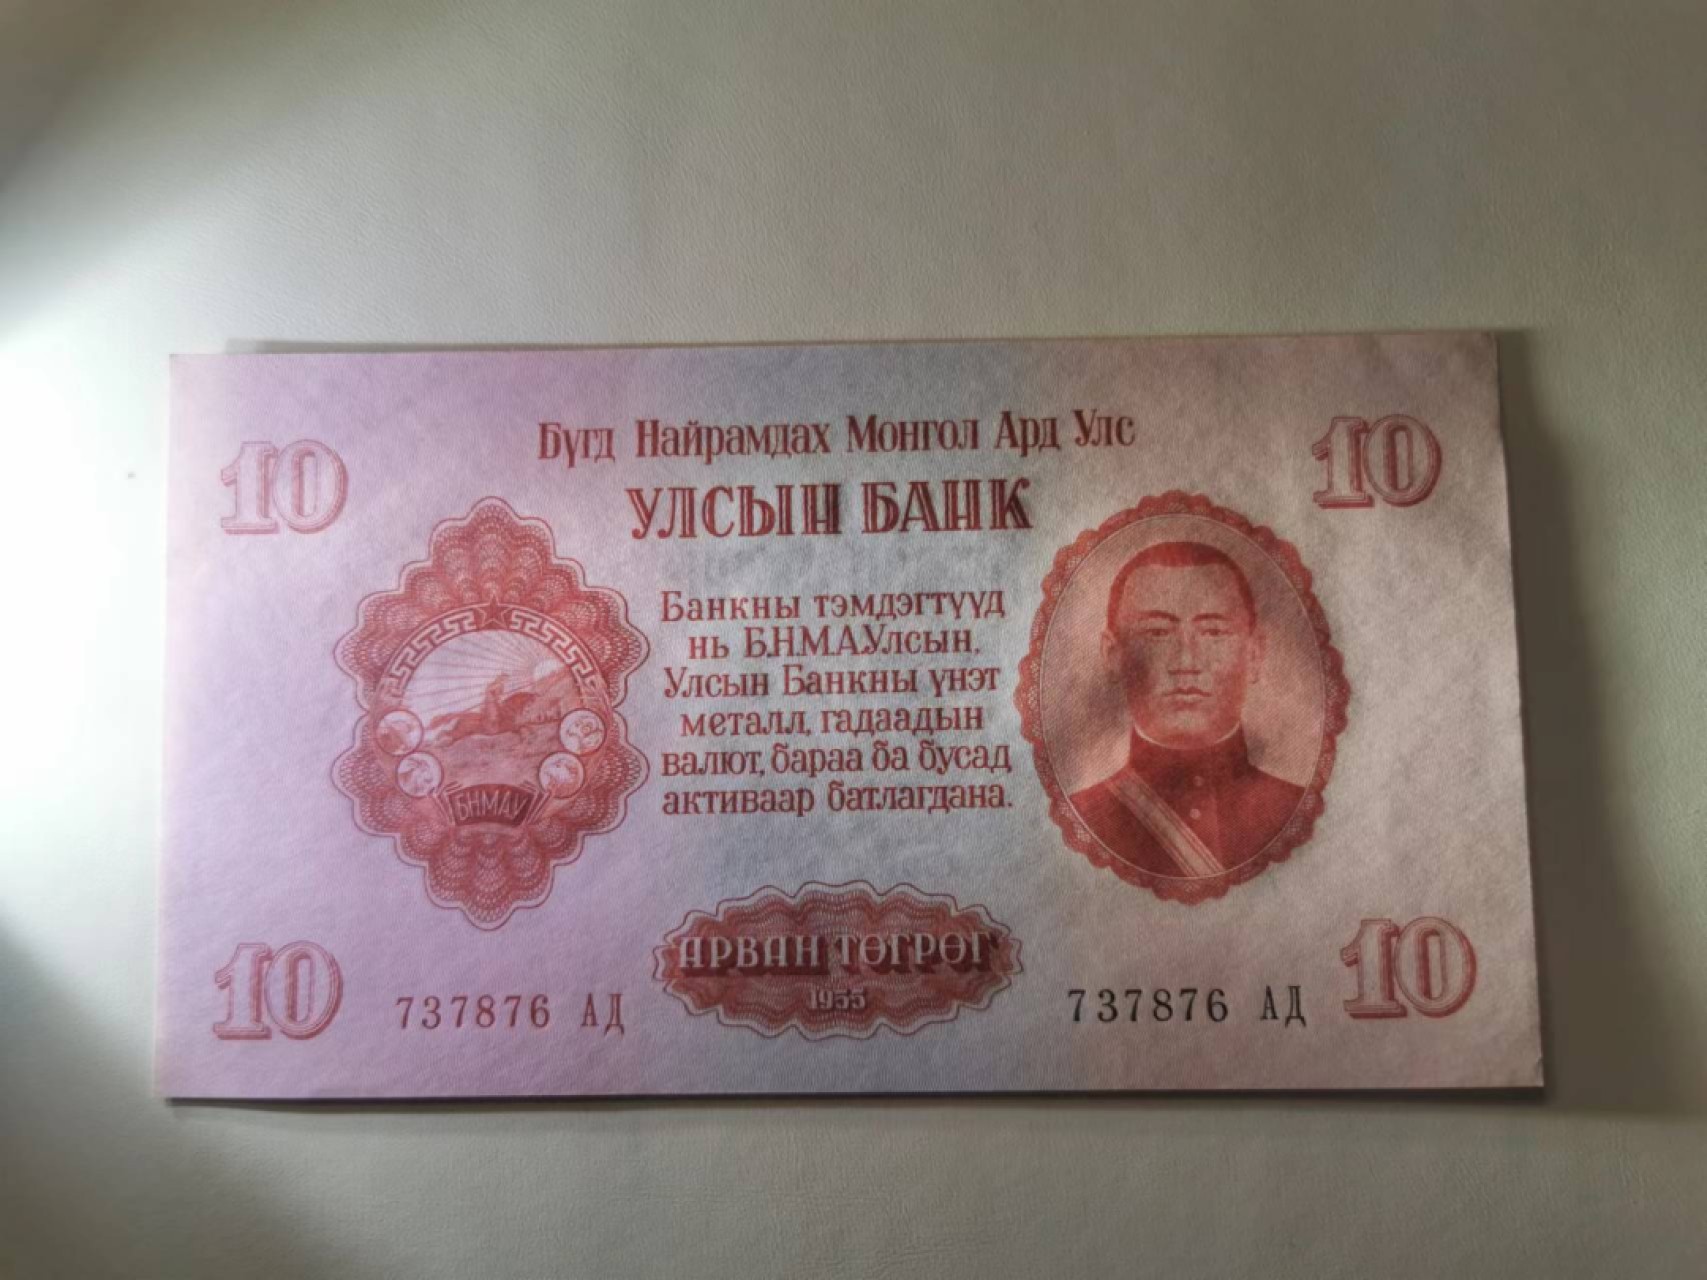 10
Бүгд Найрамдах Монгол Ард Улс
10
УЛСЫН БАНК
Банкны тэмдэгтүүд
нь Б.Н.М.А.Улсын,
Улсын Банкны үнэт
металл, гадаадын
валют, бараа ба бусад
активаар батлагдана.
БНМАУ
АРВАН ТӨГРӨГ
1955
10
737876 АД
737876 АД
10